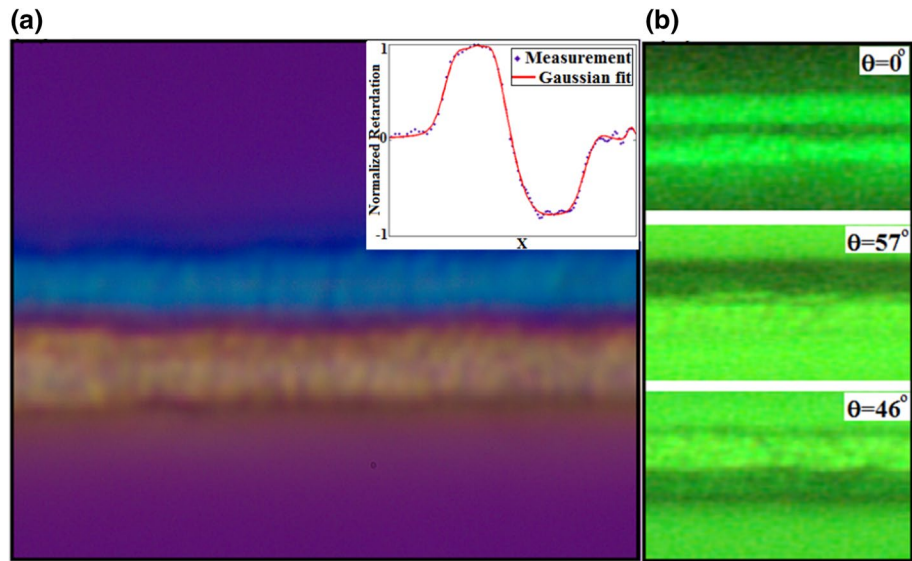 (a)
(b)
1
Measurement
Gaussian fit
Normalized Retardation
0
-1
X
θ=0°
θ=57°
θ=46°